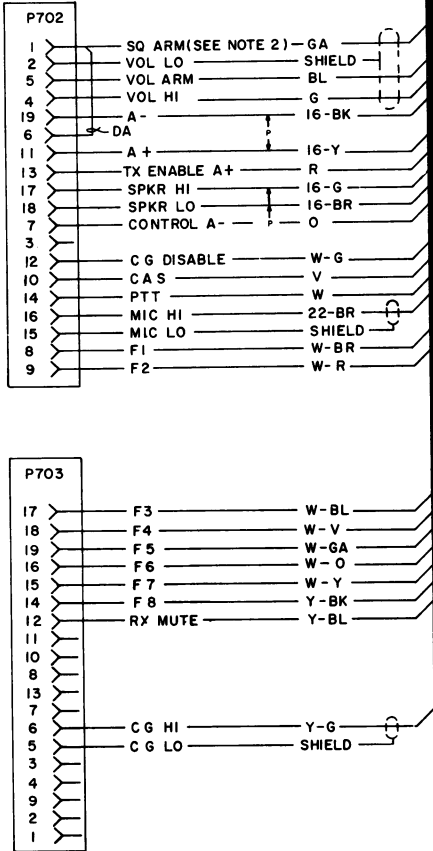 P702
1 SQ ARM(SEE NOTE 2) GA
2 VOL LO SHIELD
5 VOL ARM BL
4 VOL HI G
19 A- 16-BK
6 DA P
11 A+ 16-Y
13 TX ENABLE A+ R
17 SPKR HI 16-G
18 SPKR LO 16-BR
7 CONTROL A- P O
3
12 CG DISABLE W-G
10 CAS V
14 PTT W
16 MIC HI 22-BR
15 MIC LO SHIELD
8 F1 W-BR
9 F2 W-R
P703
17 F3 W-BL
18 F4 W-V
19 F5 W-GA
16 F6 W-O
15 F7 W-Y
14 F8 Y-BK
12 RX MUTE Y-BL
11
10
8
13
7
6 CG HI Y-G
5 CG LO SHIELD
3
4
9
2
1